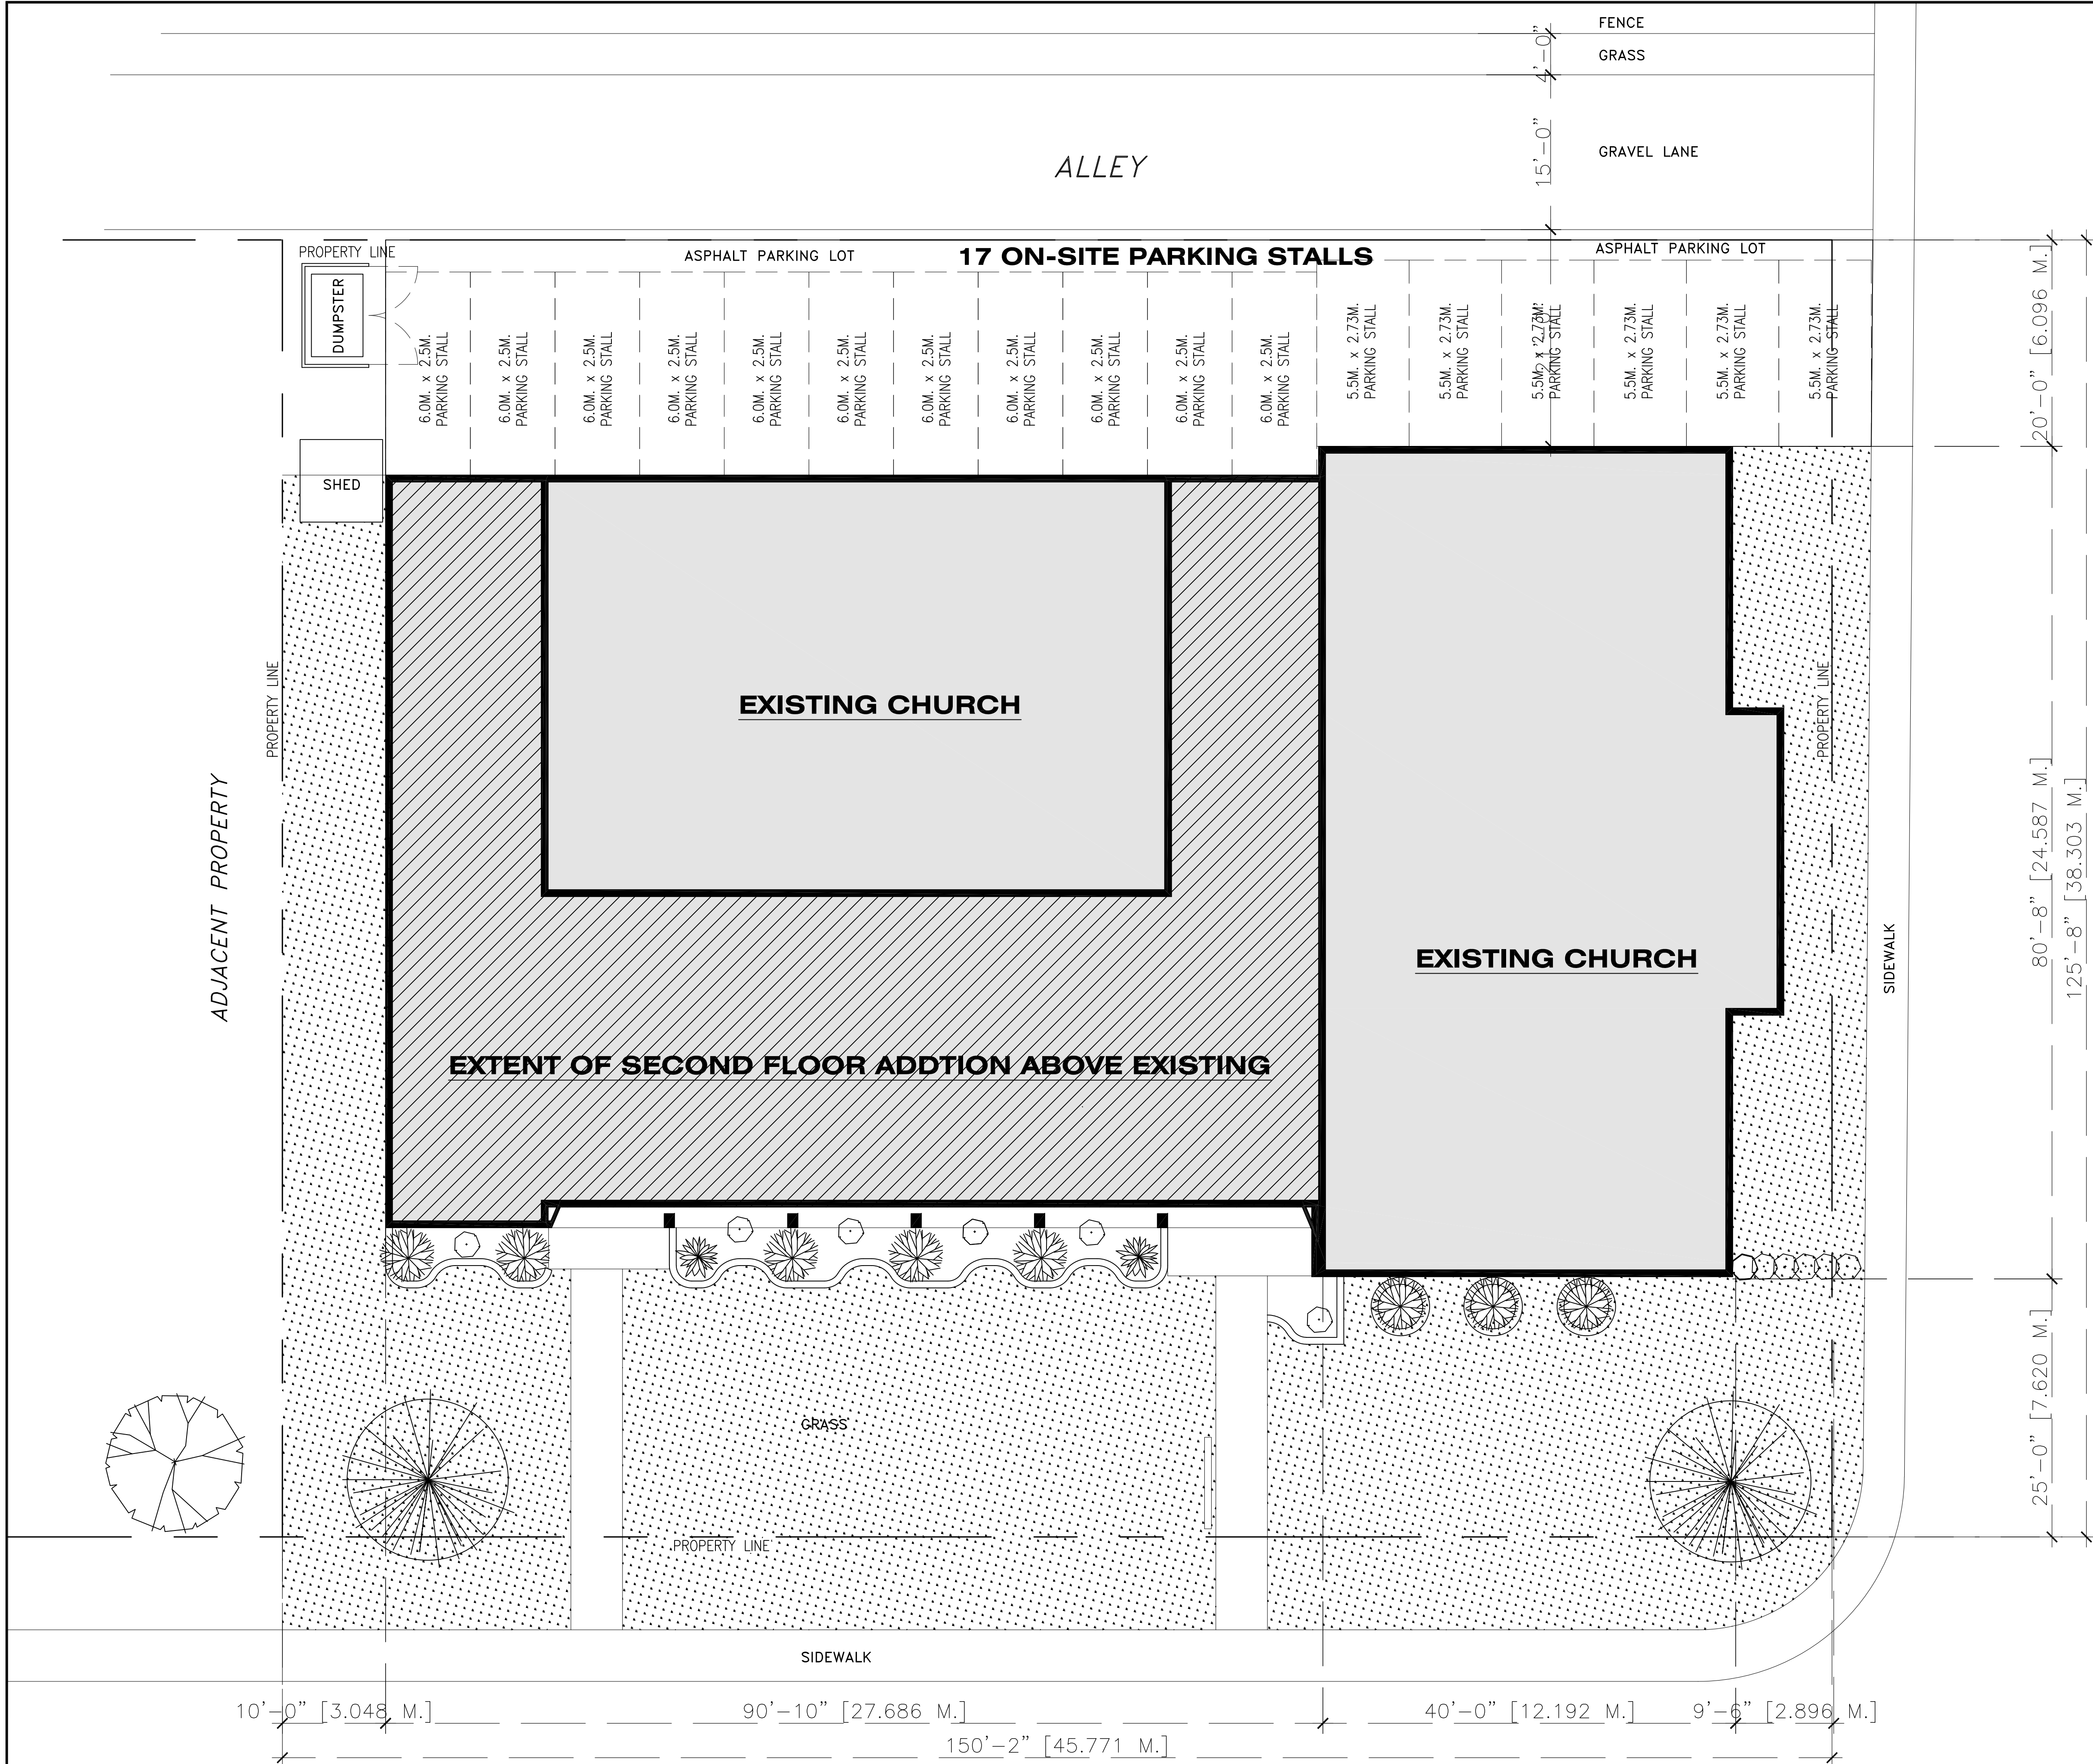 FENCE
4'-0"
GRASS
15'-0"
GRAVEL LANE
ALLEY
PROPERTY LINE
ASPHALT PARKING LOT
17 ON-SITE PARKING STALLS
ASPHALT PARKING LOT
DUMPSTER
6.0M. x 2.5M.
PARKING STALL
6.0M. x 2.5M.
PARKING STALL
6.0M. x 2.5M.
PARKING STALL
6.0M. x 2.5M.
PARKING STALL
6.0M. x 2.5M.
PARKING STALL
6.0M. x 2.5M.
PARKING STALL
6.0M. x 2.5M.
PARKING STALL
6.0M. x 2.5M.
PARKING STALL
6.0M. x 2.5M.
PARKING STALL
6.0M. x 2.5M.
PARKING STALL
6.0M. x 2.5M.
PARKING STALL
5.5M. x 2.73M.
PARKING STALL
5.5M. x 2.73M.
PARKING STALL
5.5M. x 2.73M.
PARKING STALL
5.5M. x 2.73M.
PARKING STALL
5.5M. x 2.73M.
PARKING STALL
5.5M. x 2.73M.
PARKING STALL
20'-0" [6.096 M.]
SHED
PROPERTY LINE
EXISTING CHURCH
PROPERTY LINE
ADJACENT PROPERTY
80'-8" [24.587 M.]
125'-8" [38.303 M.]
EXISTING CHURCH
SIDEWALK
EXTENT OF SECOND FLOOR ADDTION ABOVE EXISTING
25'-0" [7.620 M.]
GRASS
PROPERTY LINE
SIDEWALK
10'-0" [3.048 M.]
90'-10" [27.686 M.]
40'-0" [12.192 M.]
9'-6" [2.896 M.]
150'-2" [45.771 M.]